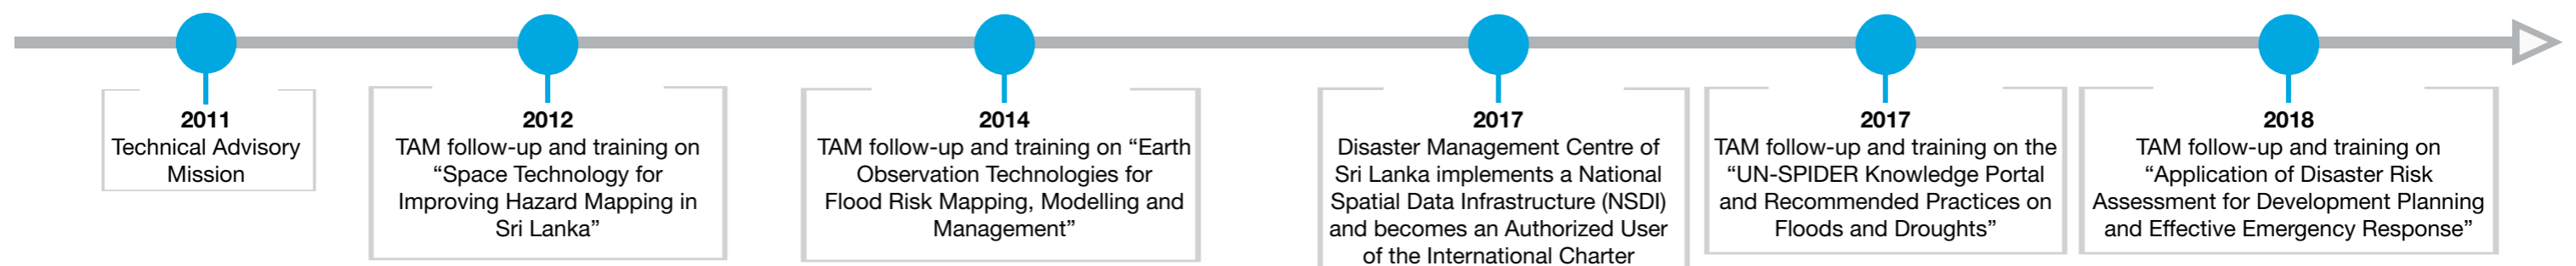 2011
Technical Advisory
Mission
2012
TAM follow-up and training on
“Space Technology for
Improving Hazard Mapping in
Sri Lanka”
2014
TAM follow-up and training on “Earth
Observation Technologies for
Flood Risk Mapping, Modelling and
Management”
2017
Disaster Management Centre of
Sri Lanka implements a National
Spatial Data Infrastructure (NSDI)
and becomes an Authorized User
of the International Charter
2017
TAM follow-up and training on the
“UN-SPIDER Knowledge Portal
and Recommended Practices on
Floods and Droughts”
2018
TAM follow-up and training on
“Application of Disaster Risk
Assessment for Development Planning
and Effective Emergency Response”